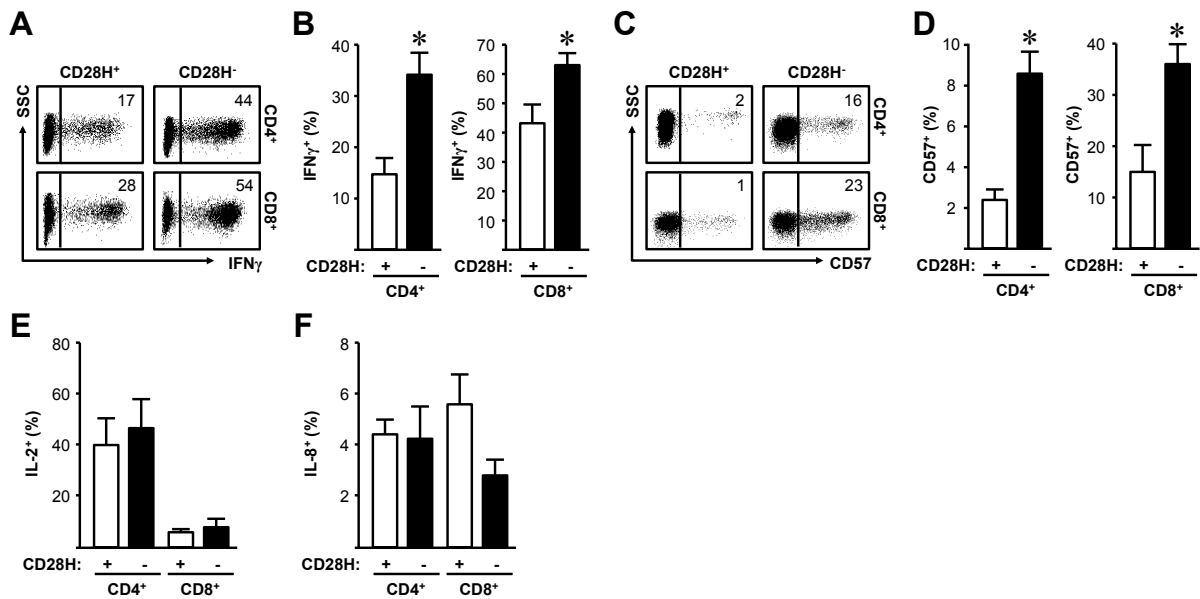 A
CD28H⁺ CD28H⁻
SSC
17 44
CD4⁺
28 54
CD8⁺
IFNγ
B
IFNγ⁺ (%)
40
30
20
10
CD28H: + -
CD4⁺
IFNγ⁺ (%)
70
60
50
40
30
20
10
CD28H: + -
CD8⁺
*
*
C
CD28H⁺ CD28H⁻
SSC
2 16
CD4⁺
1 23
CD8⁺
CD57
D
CD57⁺ (%)
10
8
6
4
2
CD28H: + -
CD4⁺
CD57⁺ (%)
40
30
20
10
CD28H: + -
CD8⁺
*
*
E
IL-2⁺ (%)
80
60
40
20
CD28H: + - + -
CD4⁺ CD8⁺
F
IL-8⁺ (%)
8
6
4
2
CD28H: + - + -
CD4⁺ CD8⁺